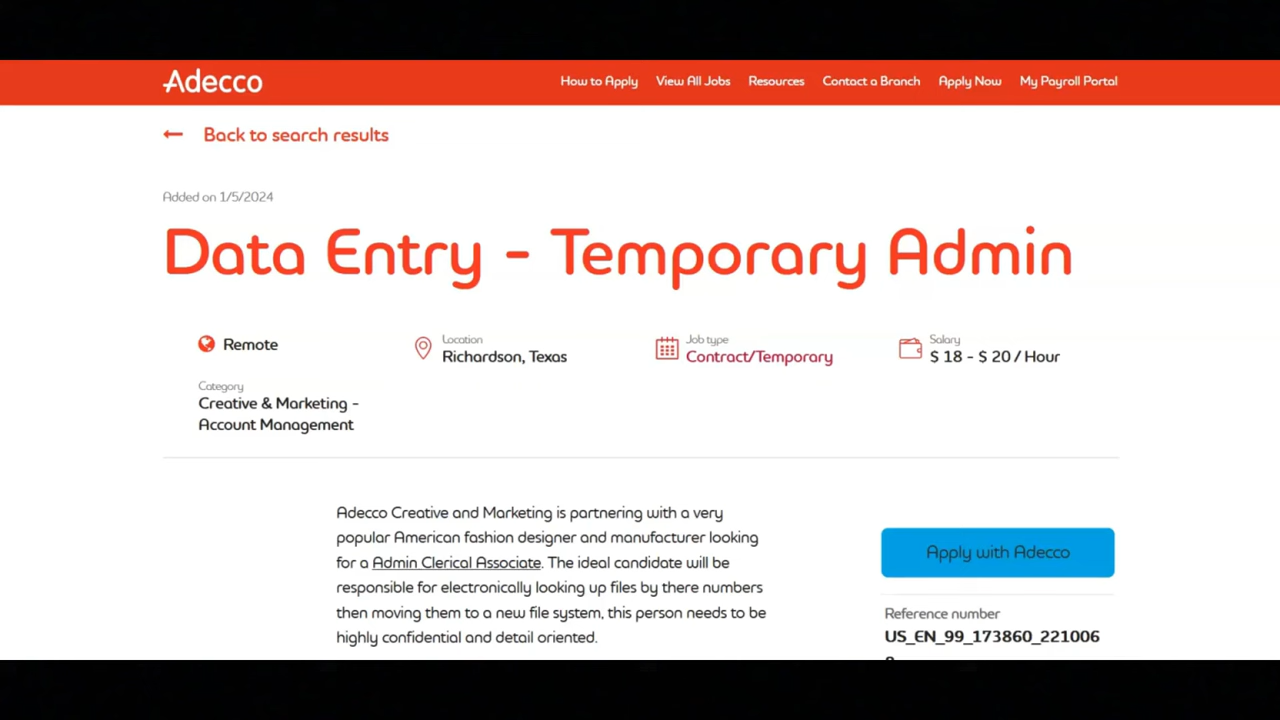 Adecco
How to Apply View All Jobs Resources Contact a Branch Apply Now My Payroll Portal
Back to search results
Added on 1/5/2024
Data Entry - Temporary Admin
Remote
Location
Richardson, Texas
Job type
Contract/Temporary
Salary
$ 18 - $ 20 / Hour
Category
Creative & Marketing -
Account Management
Adecco Creative and Marketing is partnering with a very
popular American fashion designer and manufacturer looking
for a Admin Clerical Associate. The ideal candidate will be
responsible for electronically looking up files by there numbers
then moving them to a new file system, this person needs to be
highly confidential and detail oriented.
Apply with Adecco
Reference number
US_EN_99_173860_221006